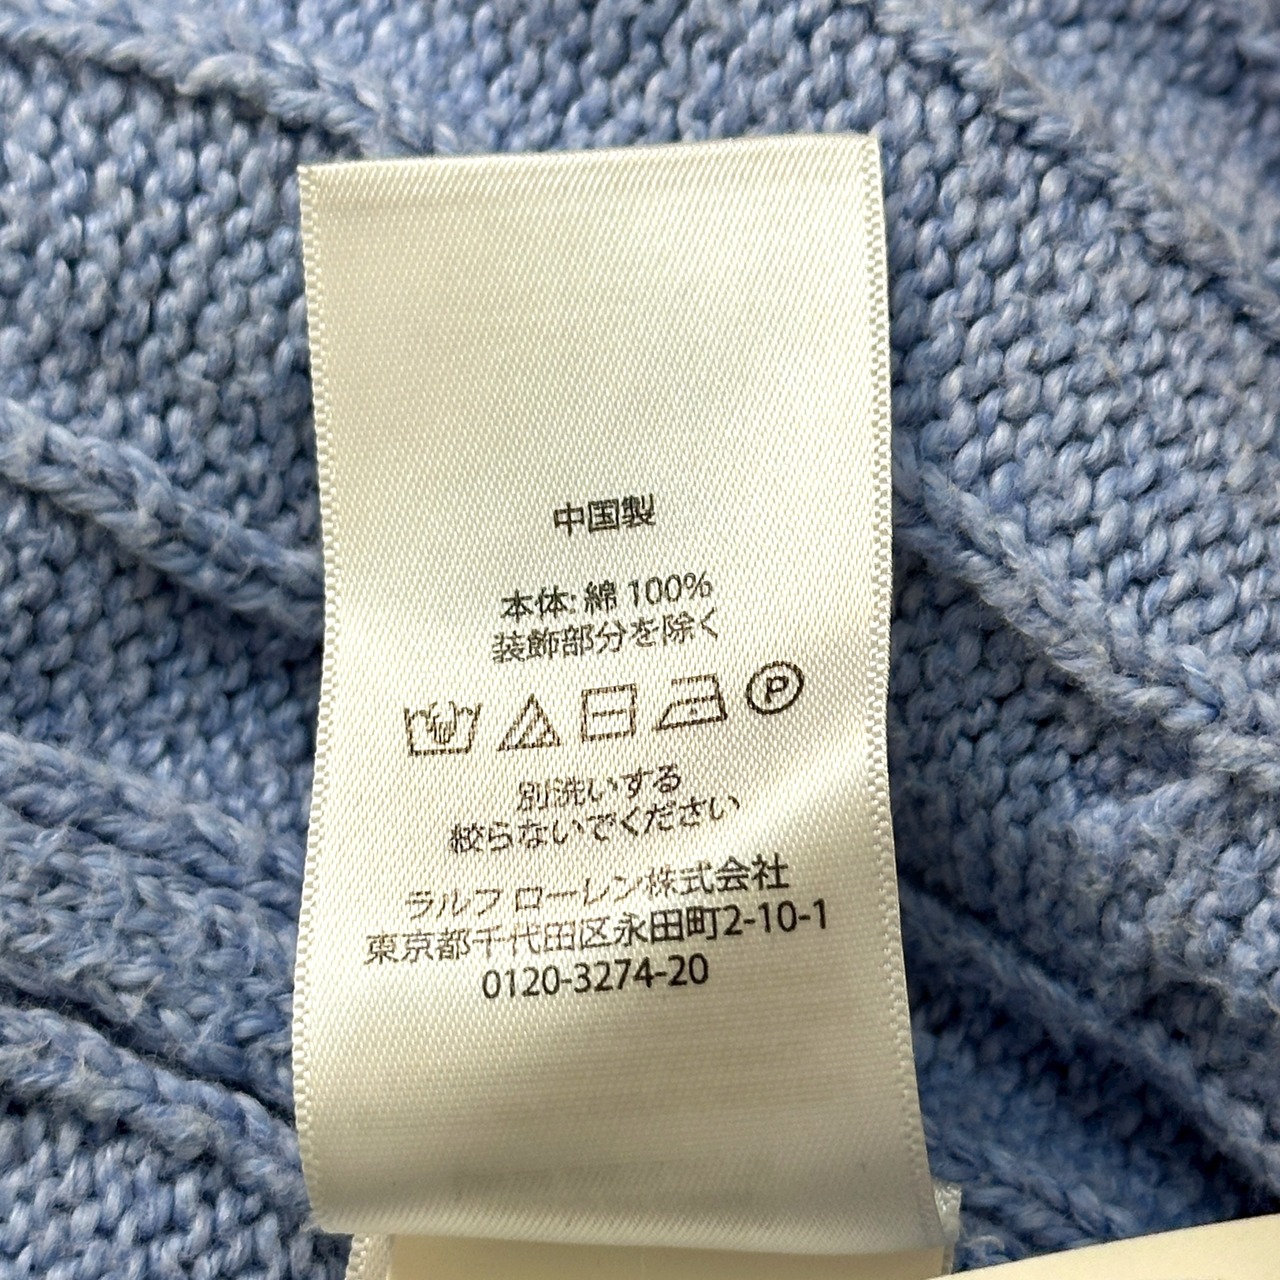 中国製
本体: 綿 100%
装飾部分を除く
P
別洗いする
絞らないでください
ラルフ ローレン株式会社
東京都千代田区永田町2-10-1
0120-3274-20